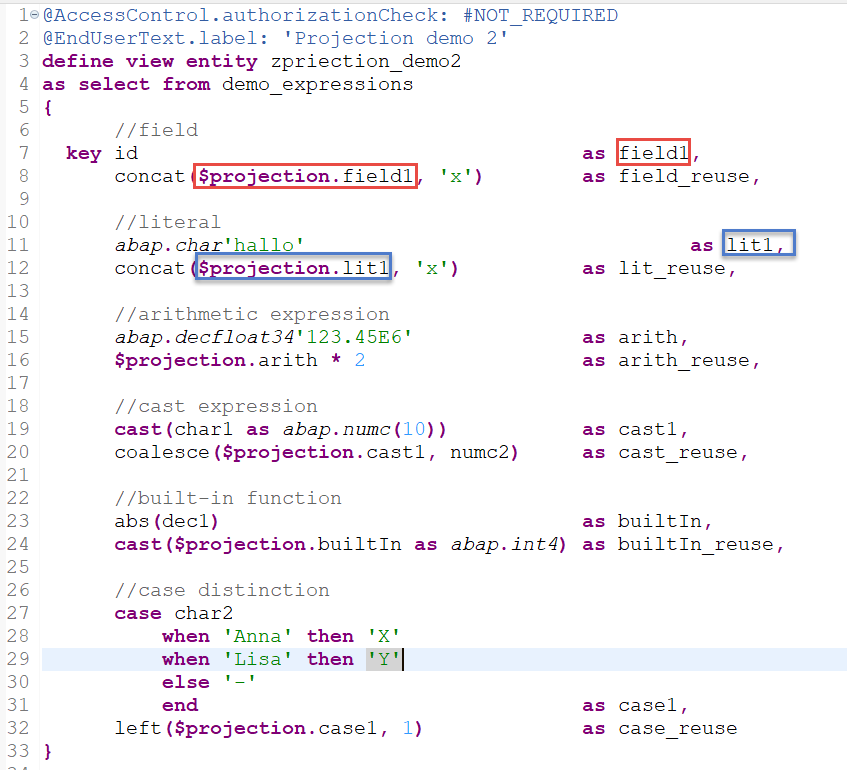 1 @AccessControl.authorizationCheck: #NOT_REQUIRED
2 @EndUserText.label: 'Projection demo 2'
3 define view entity zpriection_demo2
4 as select from demo_expressions
5 {
6 //field
7 key id as field1,
8 concat($projection.field1, 'x') as field_reuse,
9
10 //literal
11 abap.char'hallo' as lit1,
12 concat($projection.lit1, 'x') as lit_reuse,
13
14 //arithmetic expression
15 abap.decfloat34'123.45E6' as arith,
16 $projection.arith * 2 as arith_reuse,
17
18 //cast expression
19 cast(char1 as abap.numc(10)) as cast1,
20 coalesce($projection.cast1, numc2) as cast_reuse,
21
22 //built-in function
23 abs(dec1) as builtIn,
24 cast($projection.builtIn as abap.int4) as builtIn_reuse,
25
26 //case distinction
27 case char2
28 when 'Anna' then 'X'
29 when 'Lisa' then 'Y'
30 else '-'
31 end as case1,
32 left($projection.case1, 1) as case_reuse
33 }